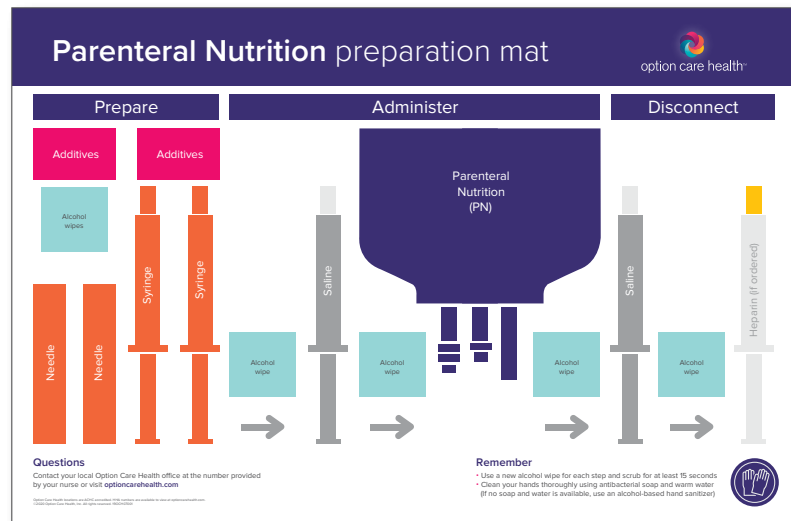 Parenteral Nutrition preparation mat
option care health
Prepare
Administer
Disconnect
Additives
Additives
Alcohol
wipes
Needle
Needle
Syringe
Syringe
Alcohol
wipe
Saline
Parenteral
Nutrition
(PN)
Alcohol
wipe
Alcohol
wipe
Saline
Alcohol
wipe
Heparin (if ordered)
Questions
Contact your local Option Care Health office at the number provided
by your nurse or visit optioncarehealth.com
Remember
• Use a new alcohol wipe for each step and scrub for at least 15 seconds
• Clean your hands thoroughly using antibacterial soap and warm water
(If no soap and water is available, use an alcohol-based hand sanitizer)